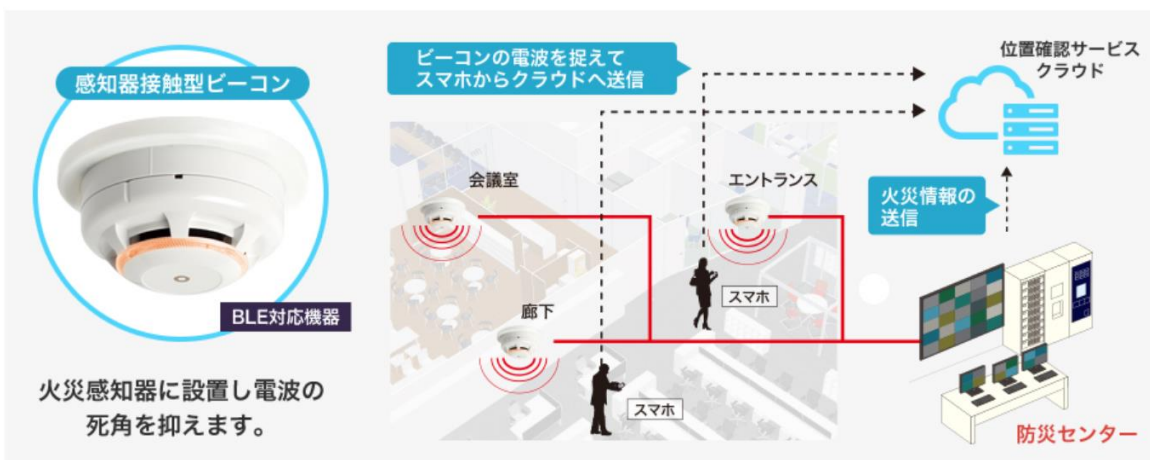 感知器接触型ビーコン
BLE対応機器
火災感知器に設置し電波の
死角を抑えます。
ビーコンの電波を捉えて
スマホからクラウドへ送信
位置確認サービス
クラウド
会議室
エントランス
火災情報の
送信
スマホ
廊下
スマホ
防災センター